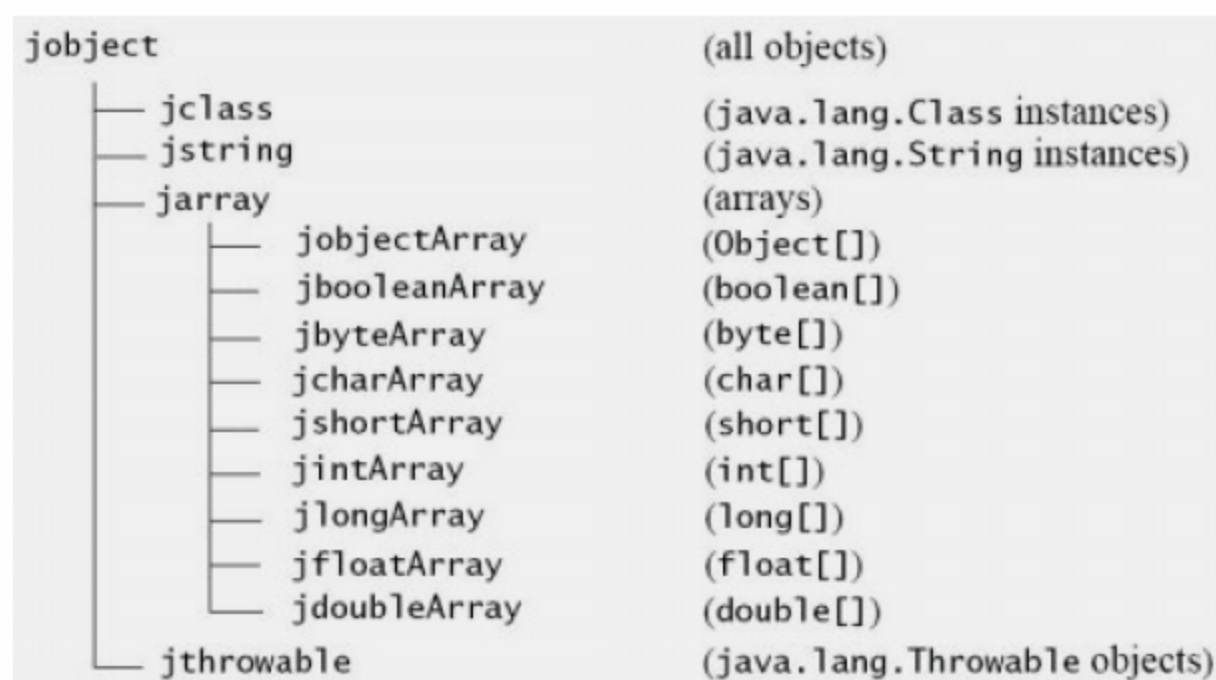 jobject (all objects)
jclass (java.lang.Class instances)
jstring (java.lang.String instances)
jarray (arrays)
jobjectArray (Object[])
jbooleanArray (boolean[])
jbyteArray (byte[])
jcharArray (char[])
jshortArray (short[])
jintArray (int[])
jlongArray (long[])
jfloatArray (float[])
jdoubleArray (double[])
jthrowable (java.lang.Throwable objects)